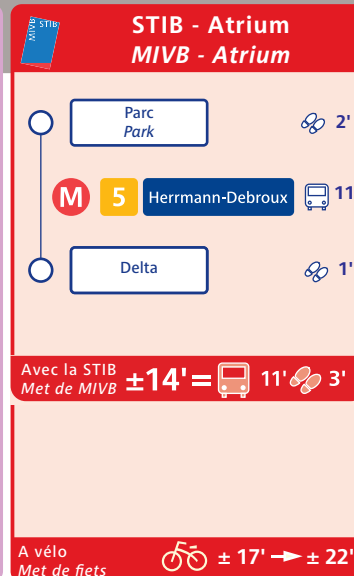 MIVB STIB
STIB - Atrium
MIVB - Atrium
Parc
Park
2'
M 5 Herrmann-Debroux 11
Delta
1'
Avec la STIB
Met de MIVB
±14' = 11' 3'
A vélo
Met de fiets
± 17' → ± 22'